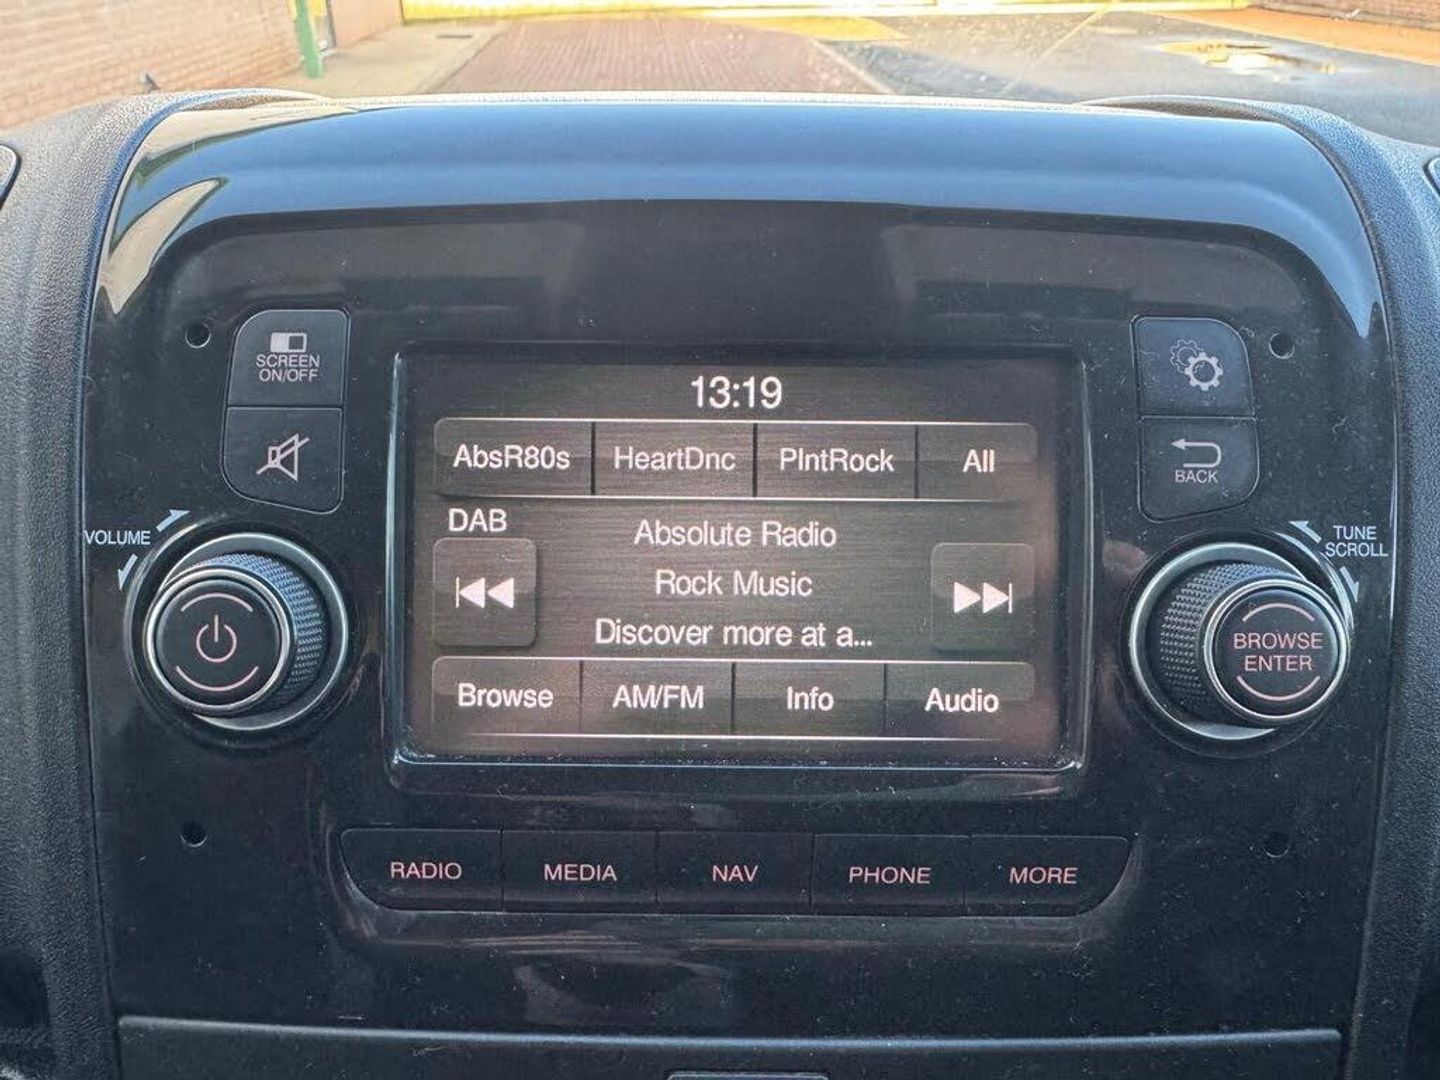 SCREEN
ON/OFF
VOLUME
13:19
AbsR80s HeartDnc PlntRock All
DAB
Absolute Radio
Rock Music
Discover more at a...
Browse AM/FM Info Audio
BACK
TUNE
SCROLL
BROWSE
ENTER
RADIO MEDIA NAV PHONE MORE